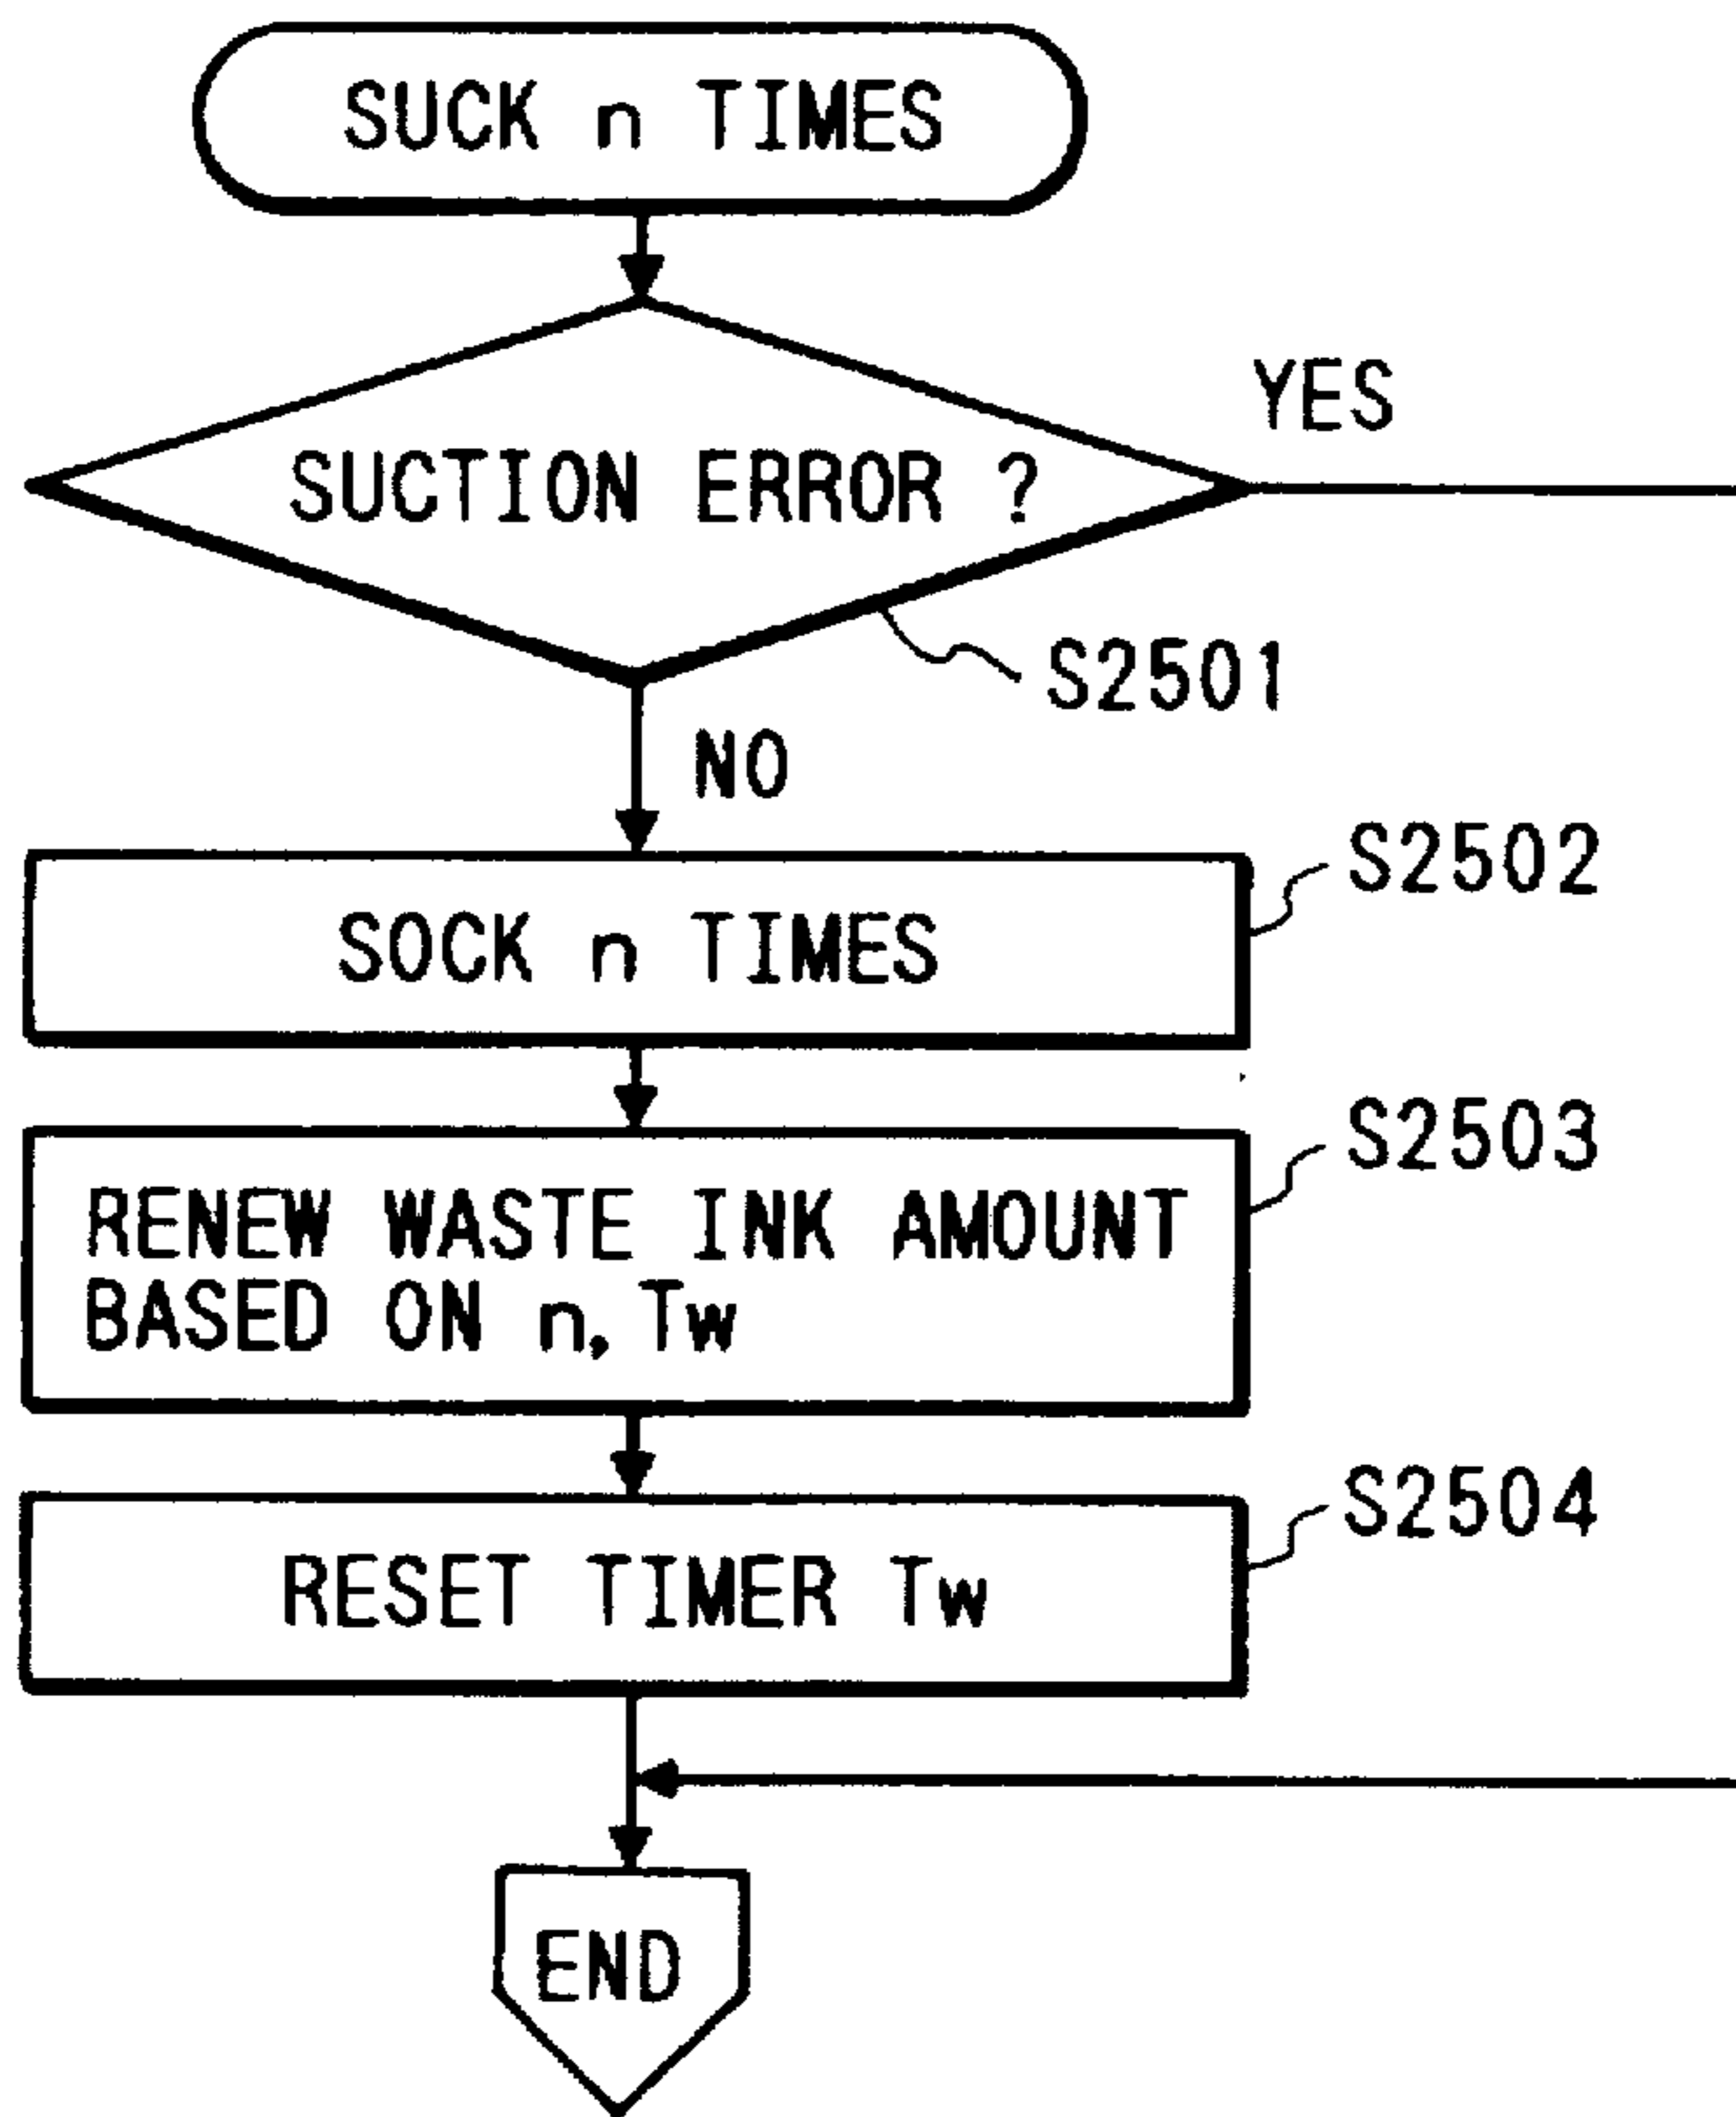 SUCK n TIMES
SUCTION ERROR ?
YES
S2501
NO
S2502
SOCK n TIMES
S2503
RENEW WASTE INK AMOUNT
BASED ON n, Tw
S2504
RESET TIMER Tw
END